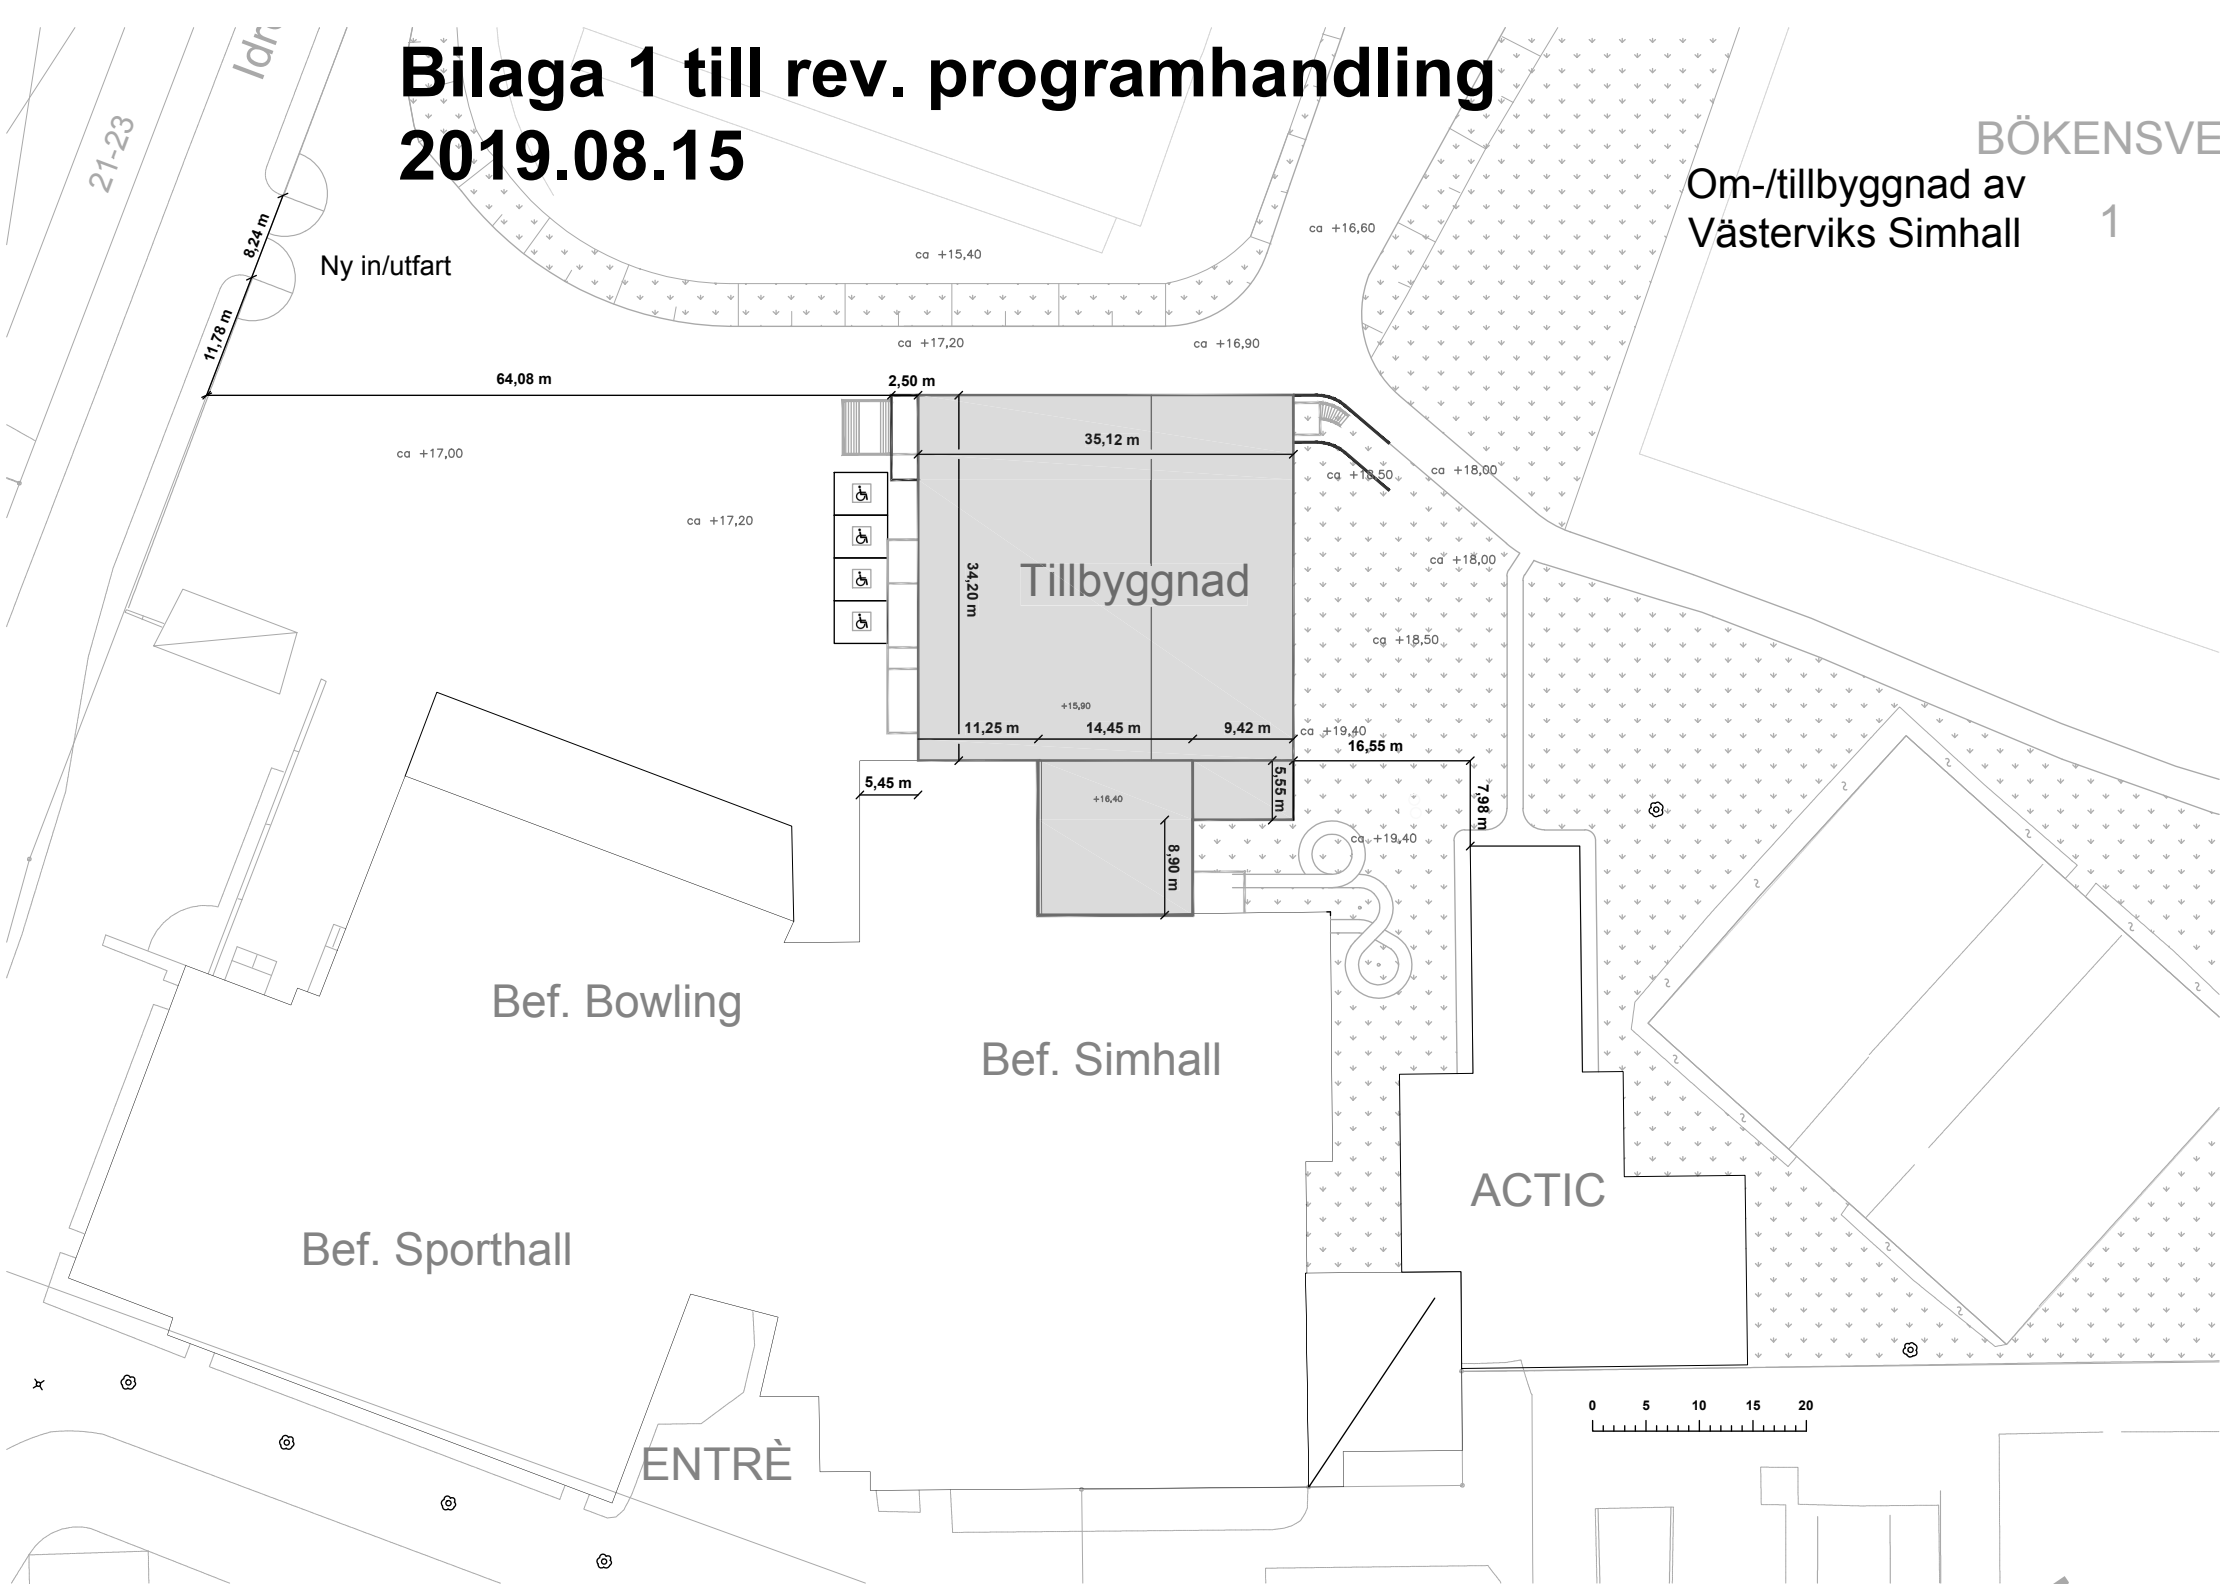 Bilaga 1 till rev. programhandling
2019.08.15
BÖKENSVE
Om-/tillbyggnad av
Västerviks Simhall
1
21-23
8,24 m
Ny in/utfart
11,78 m
ca +15,40
ca +16,60
ca +17,20
ca +16,90
64,08 m
2,50 m
35,12 m
ca +17,00
ca +18,50
ca +18,00
ca +17,20
34,20 m
Tillbyggnad
ca +18,00
ca +18,50
+15,90
11,25 m
14,45 m
9,42 m
ca +19,40
16,55 m
5,45 m
+16,40
5,55 m
7,98 m
8,90 m
ca +19,40
Bef. Bowling
Bef. Simhall
ACTIC
Bef. Sporthall
ENTRÈ
0 5 10 15 20